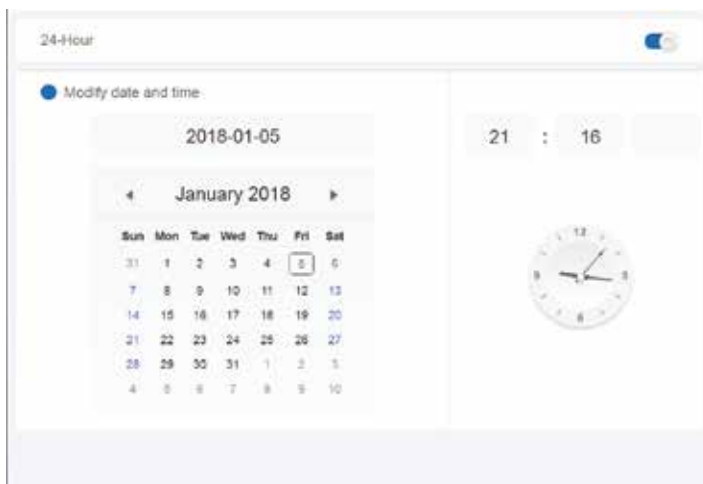 24-Hour
Modify date and time
2018-01-05
21 : 16
January 2018
Sun Mon Tue Wed Thu Fri Sat
31 1 2 3 4 5 6
7 8 9 10 11 12 13
14 15 16 17 18 19 20
21 22 23 24 25 26 27
28 29 30 31 1 2 3
4 5 6 7 8 9 10
12
9 3
6